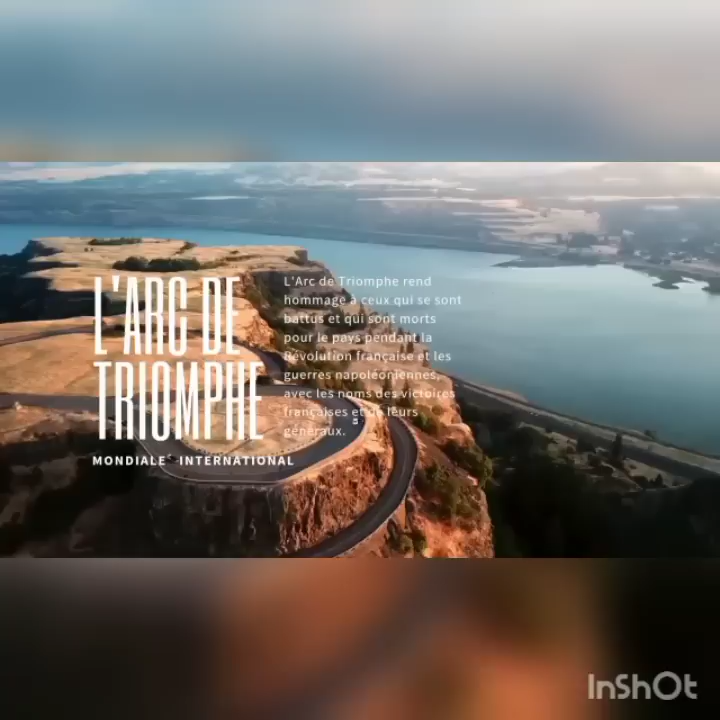 L'ARC DE
TRIOMPHE
MONDIALE INTERNATIONAL
L'Arc de Triomphe rend
hommage à ceux qui se sont
battus et qui sont morts
pour le pays pendant la
Révolution française et les
guerres napoléoniennes,
avec les noms des victoires
françaises et de leurs
généraux.
InShOt